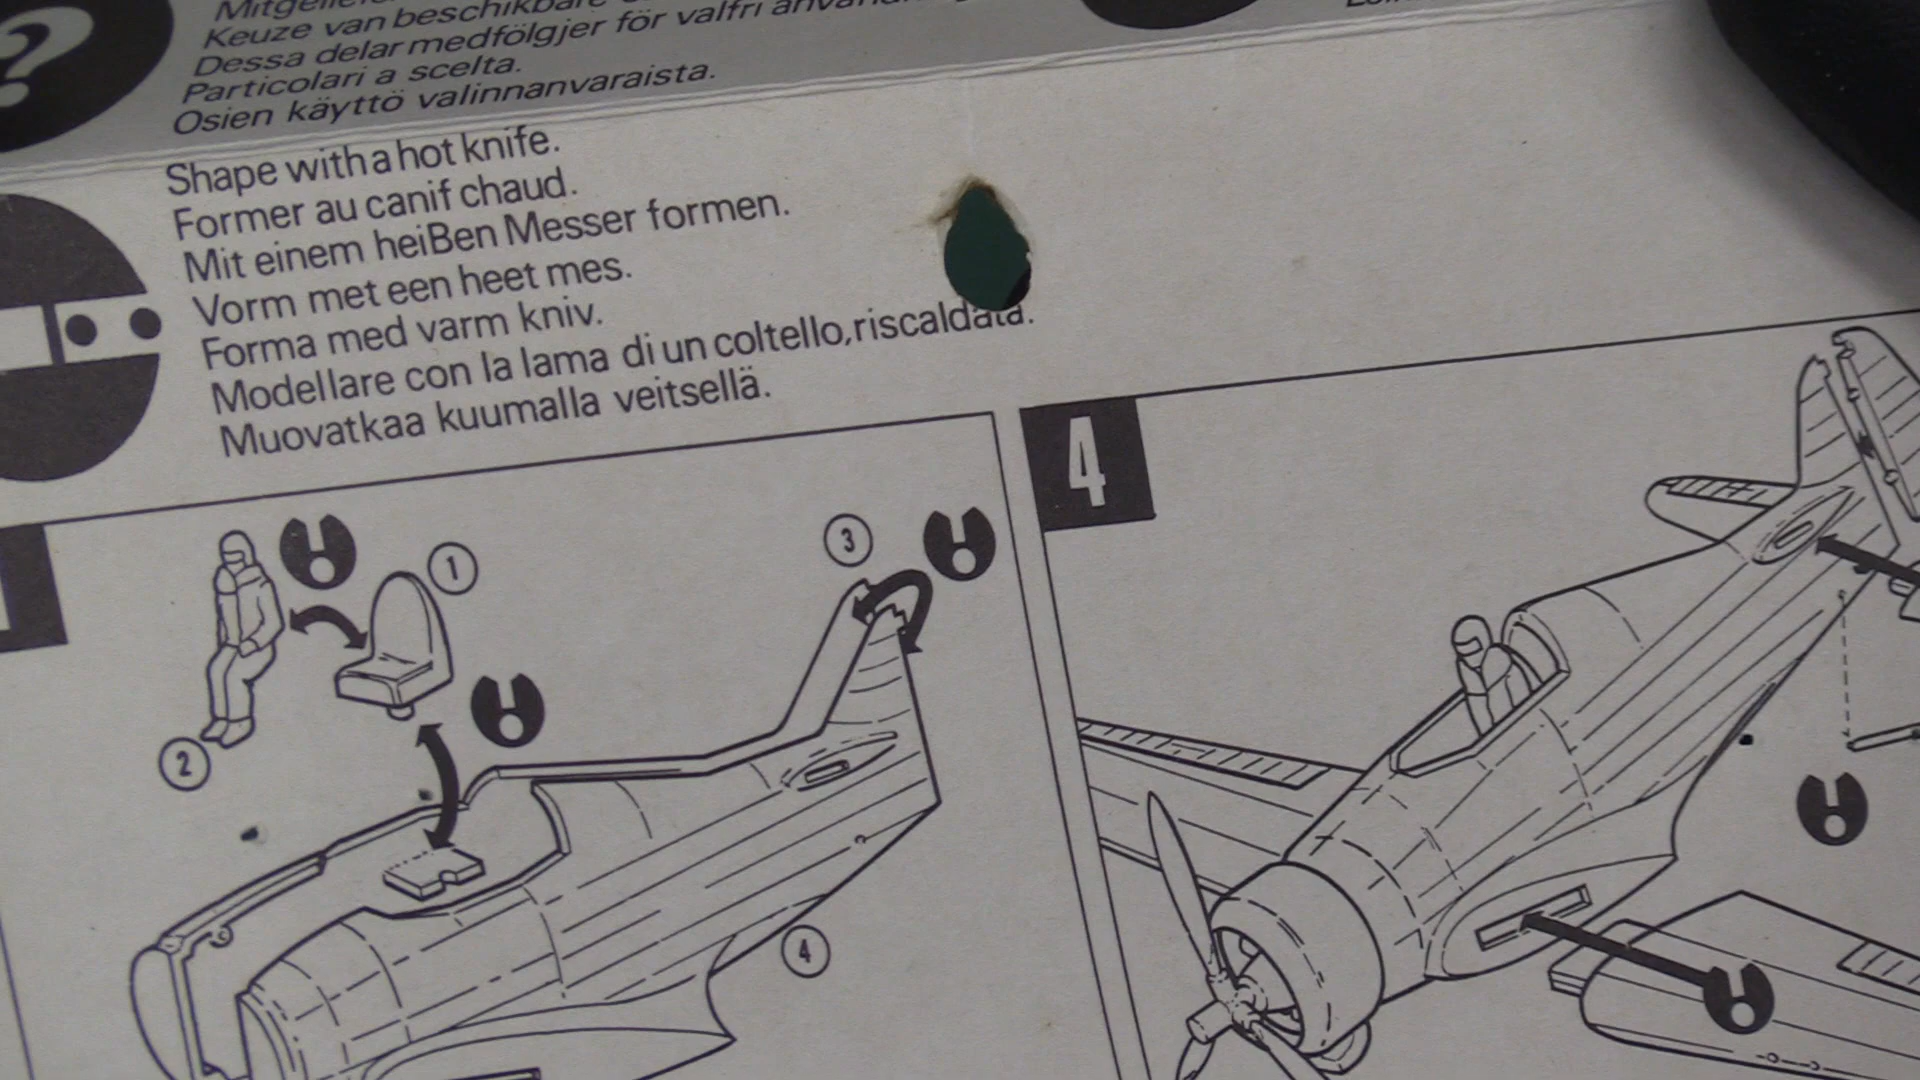 ?
Keuze van
Dessa delar medfölgjer för valfri
Particolari a scelta.
Osien käyttö valinnanvaraista.
Shape with a hot knife.
Former au canif chaud.
Mit einem heiBen Messer formen.
Vorm met een heet mes.
Forma med varm kniv.
Modellare con la lama di un coltello,riscaldata.
Muovatkaa kuumalla veitsellä.
1
2
3
4
4